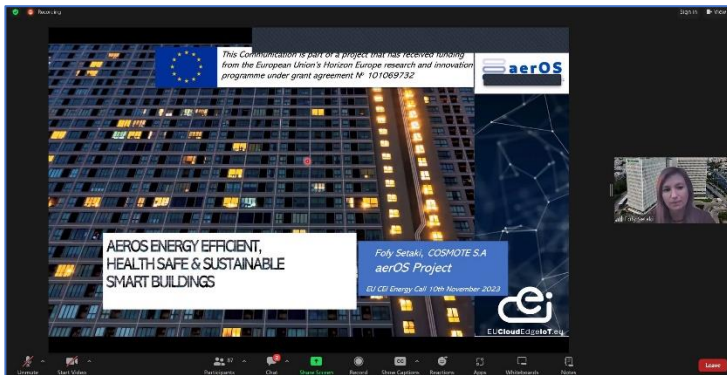 Recording
Sign in
View
This Communication is part of a project that has received funding
from the European Union's Horizon Europe research and innovation
programme under grant agreement Nº 101069732
aerOS
AEROS ENERGY EFFICIENT,
HEALTH SAFE & SUSTAINABLE
SMART BUILDINGS
Fofy Setaki, COSMOTE S.A
aerOS Project
EU CEI Energy Call 10th November 2023
cei
EUCloudEdgeIoT.eu
Fofy Setaki
Unmute
Start Video
Participants
Chat
Share Screen
Record
Show Captions
Reactions
Apps
Whiteboards
Notes
Leave